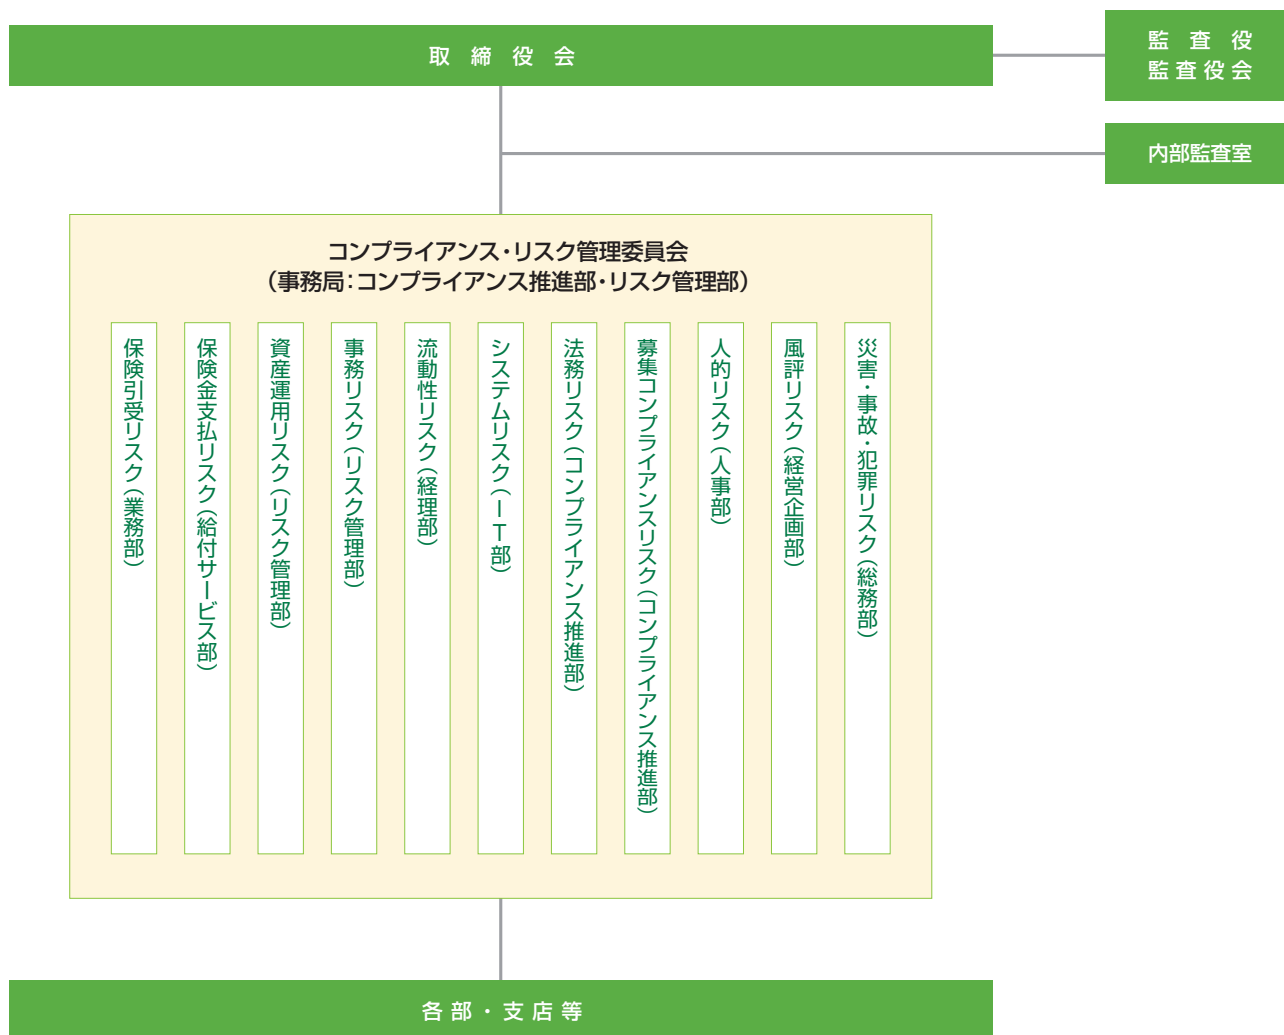 取締役会
監査役
監査役会
内部監査室
コンプライアンス・リスク管理委員会
（事務局：コンプライアンス推進部・リスク管理部）
保険引受リスク（業務部）
保険金支払リスク（給付サービス部）
資産運用リスク（リスク管理部）
事務リスク（リスク管理部）
流動性リスク（経理部）
システムリスク（IT部）
法務リスク（コンプライアンス推進部）
募集コンプライアンスリスク（コンプライアンス推進部）
人的リスク（人事部）
風評リスク（経営企画部）
災害・事故・犯罪リスク（総務部）
各部・支店等